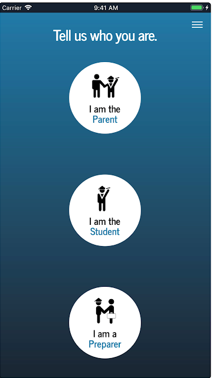 Carrier 9:41 AM
Tell us who you are.
I am the
Parent
I am the
Student
I am a
Preparer